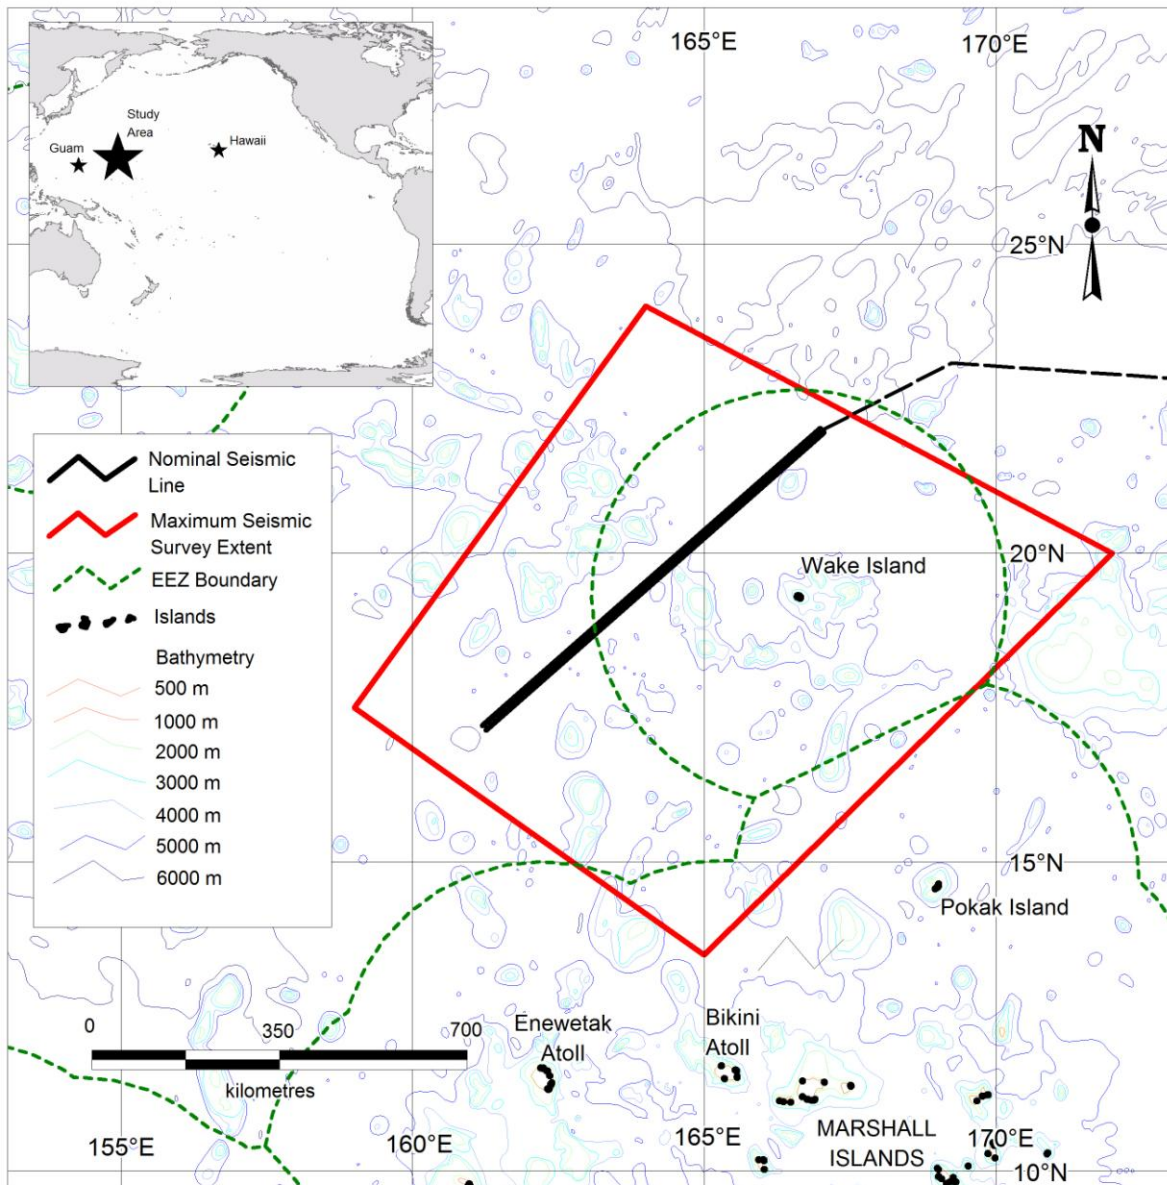 165°E
170°E
Study
Area
Guam
Hawaii
N
25°N
Nominal Seismic
Line
Maximum Seismic
Survey Extent
EEZ Boundary
Islands
Bathymetry
500 m
1000 m
2000 m
3000 m
4000 m
5000 m
6000 m
20°N
Wake Island
15°N
Pokak Island
0
350
700
kilometres
Enewetak
Atoll
Bikini
Atoll
MARSHALL
ISLANDS
155°E
160°E
165°E
170°E
10°N